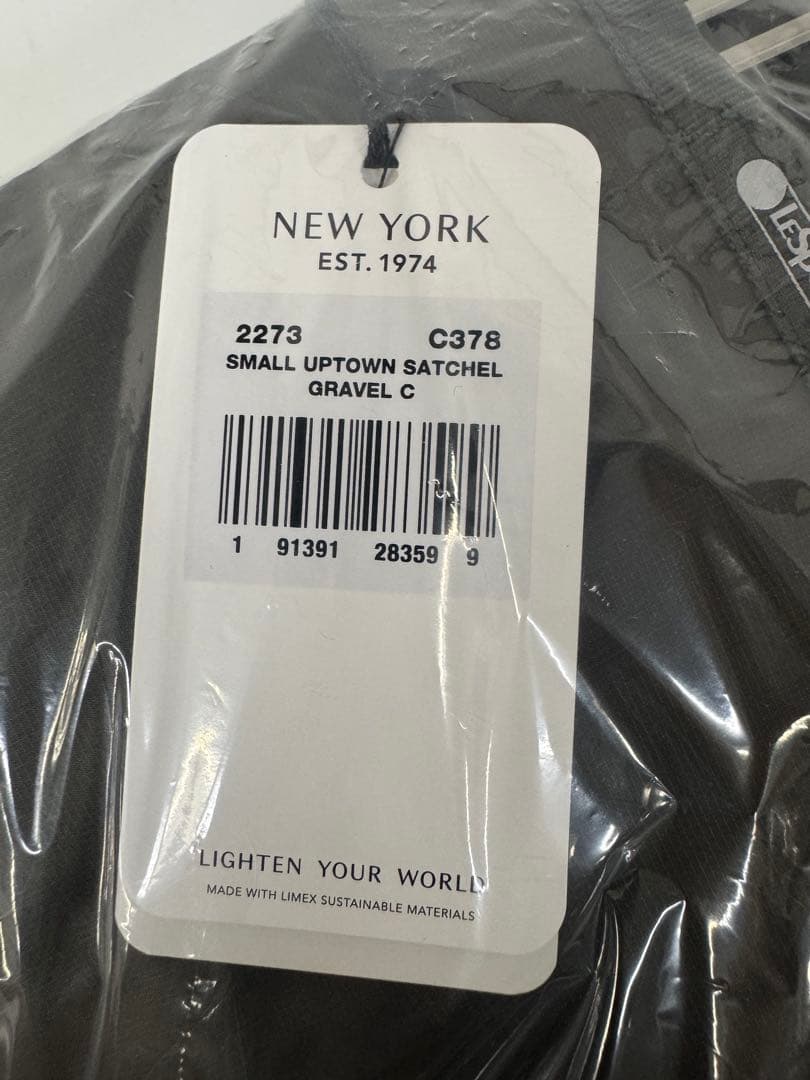 NEW YORK
EST. 1974
2273 C378
SMALL UPTOWN SATCHEL
GRAVEL C
1 91391 28359 9
LIGHTEN YOUR WORLD
MADE WITH LIMEX SUSTAINABLE MATERIALS